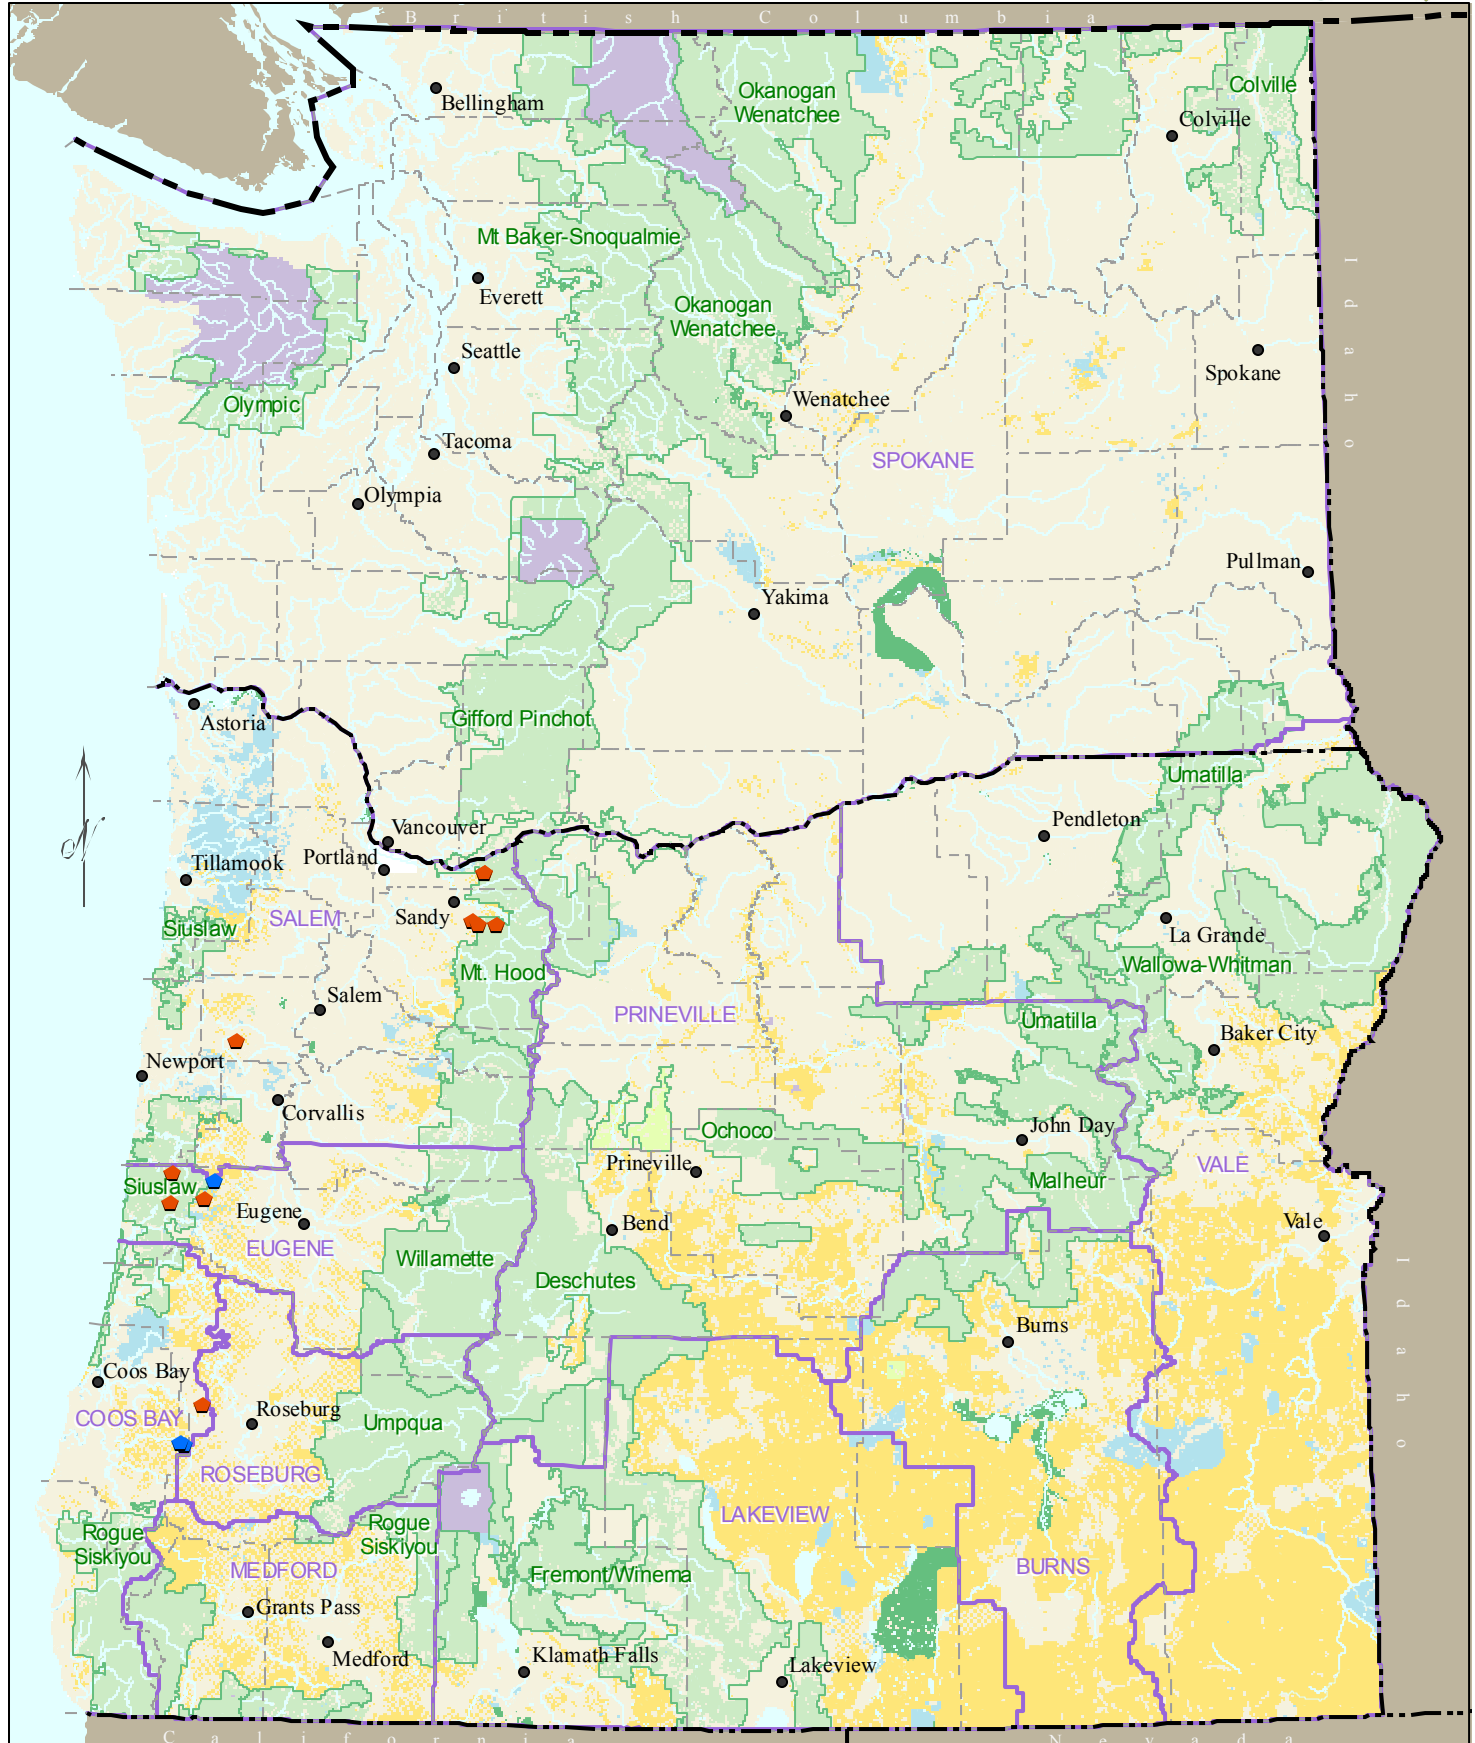 British Columbia
Bellingham
Okanogan
Wenatchee
Colville
Colville
Mt Baker-Snoqualmie
Everett
Okanogan
Wenatchee
Idaho
Seattle
Spokane
Olympic
Wenatchee
Tacoma
SPOKANE
Olympia
Pullman
Yakima
Astoria
Gifford Pinchot
Umatilla
Vancouver
Pendleton
Portland
Tillamook
Sandy
SALEM
Siuslaw
La Grande
Wallowa-Whitman
Mt. Hood
Salem
PRINEVILLE
Umatilla
Baker City
Newport
Corvallis
Ochoco
John Day
Prineville
VALE
Siuslaw
Malheur
Eugene
Bend
Vale
EUGENE
Willamette
Deschutes
Idaho
Burns
Coos Bay
COOS BAY
Roseburg
Umpqua
ROSEBURG
LAKEVIEW
Rogue
Siskiyou
Rogue
Siskiyou
MEDFORD
Fremont/Winema
BURNS
Grants Pass
Medford
Klamath Falls
Lakeview
California
Nevada
N